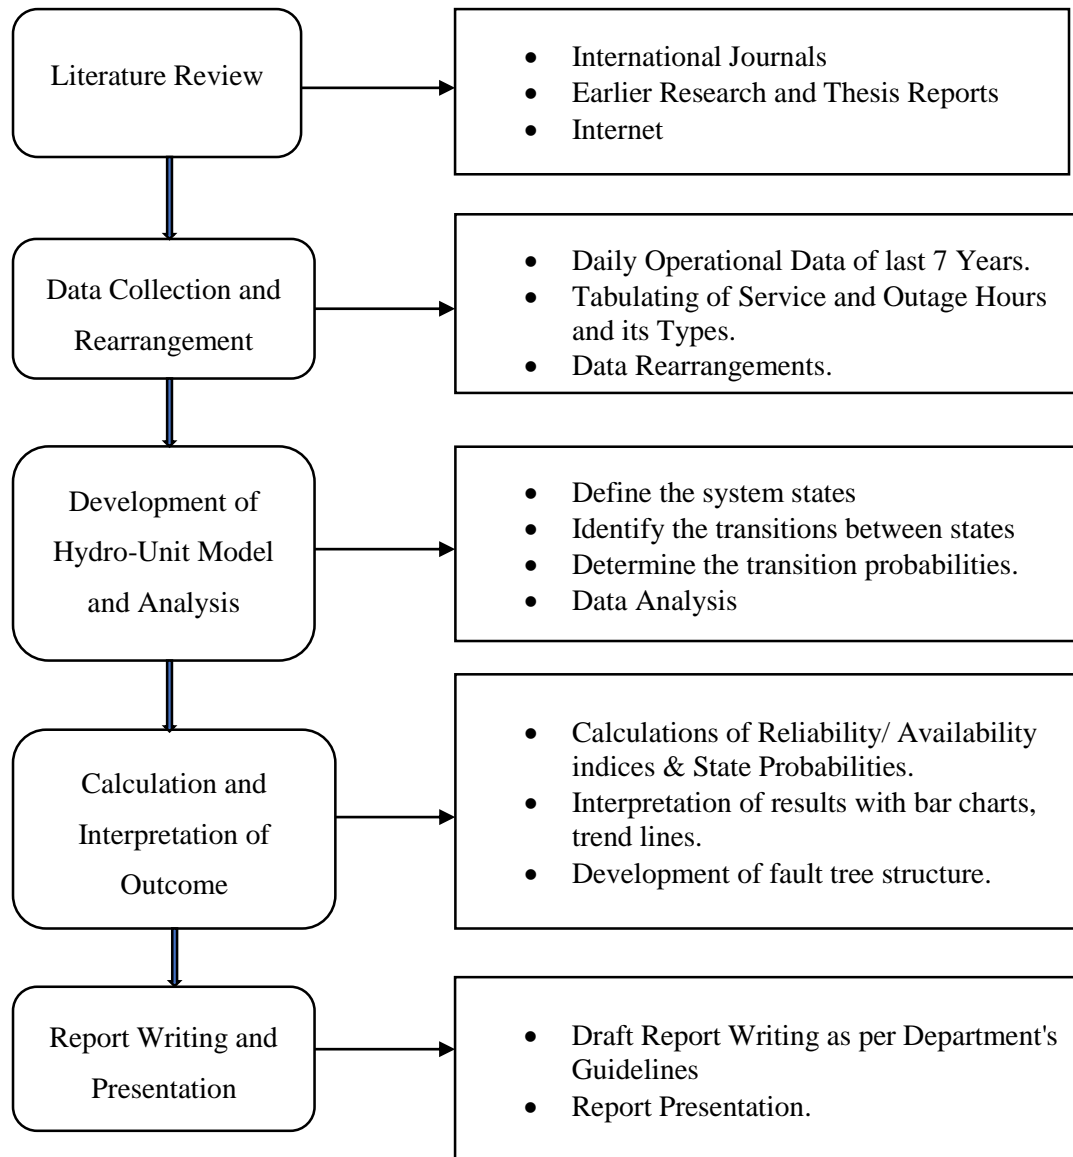 Literature Review
• International Journals
• Earlier Research and Thesis Reports
• Internet
Data Collection and
Rearrangement
• Daily Operational Data of last 7 Years.
• Tabulating of Service and Outage Hours
and its Types.
• Data Rearrangements.
Development of
Hydro-Unit Model
and Analysis
• Define the system states
• Identify the transitions between states
• Determine the transition probabilities.
• Data Analysis
Calculation and
Interpretation of
Outcome
• Calculations of Reliability/ Availability
indices & State Probabilities.
• Interpretation of results with bar charts,
trend lines.
• Development of fault tree structure.
Report Writing and
Presentation
• Draft Report Writing as per Department's
Guidelines
• Report Presentation.